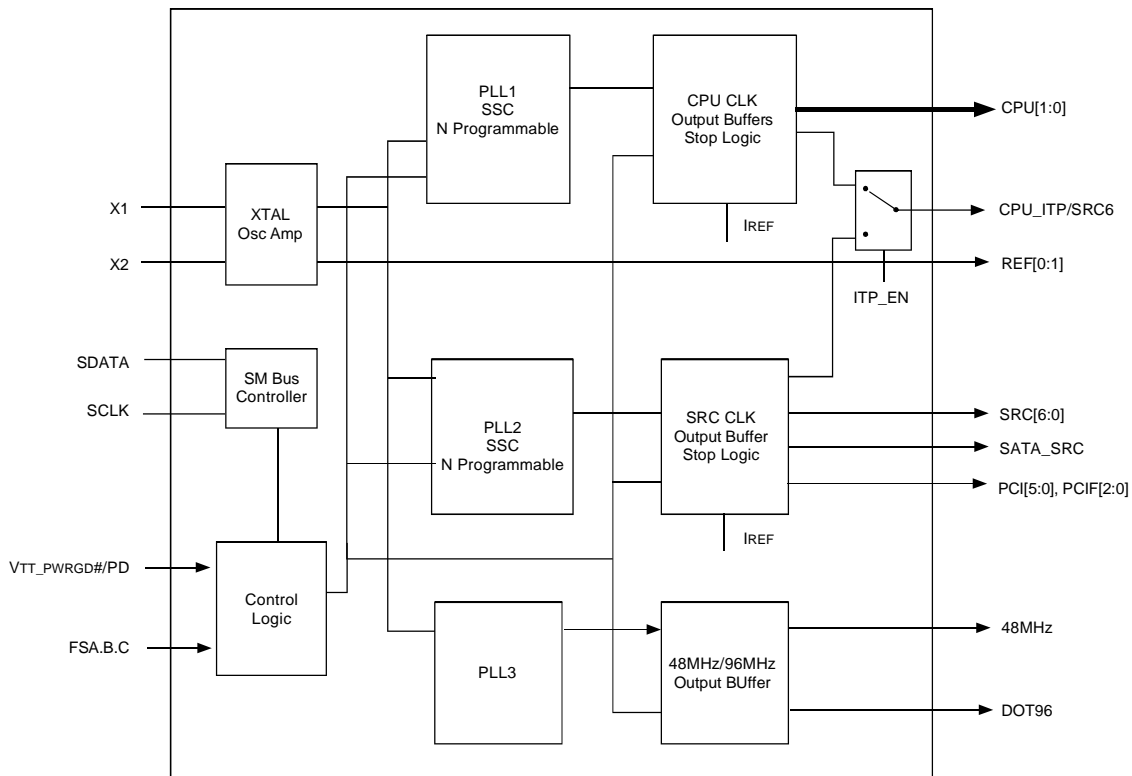 PLL1
SSC
N Programmable
CPU CLK
Output Buffers
Stop Logic
CPU[1:0]
X1
XTAL
Osc Amp
CPU_ITP/SRC6
IREF
X2
REF[0:1]
ITP_EN
SDATA
SM Bus
Controller
SCLK
PLL2
SSC
N Programmable
SRC CLK
Output Buffer
Stop Logic
SRC[6:0]
SATA_SRC
PCI[5:0], PCIF[2:0]
IREF
VTT_PWRGD#/PD
Control
Logic
FSA.B.C
PLL3
48MHz/96MHz
Output BUffer
48MHz
DOT96